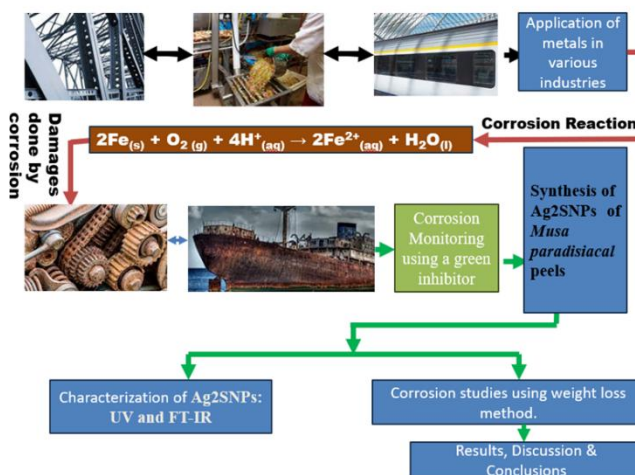 Application of
metals in
various
industries
Corrosion Reaction
2Fe(s) + O2 (g) + 4H+(aq) → 2Fe2+(aq) + H2O(l)
Damages
done by
corrosion
Corrosion
Monitoring
using a green
inhibitor
Synthesis of
Ag2SNPs of
Musa
paradisiacal
peels
Characterization of Ag2SNPs:
UV and FT-IR
Corrosion studies using weight loss
method.
Results, Discussion &
Conclusions